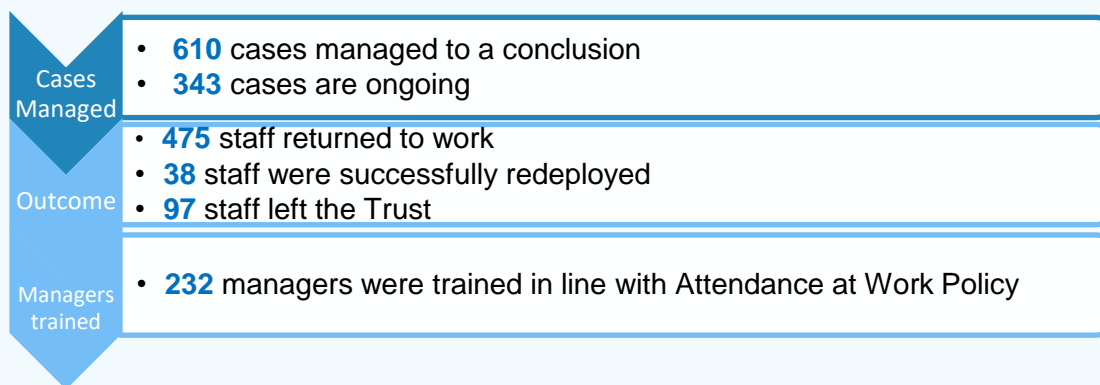 Cases
Managed
• 610 cases managed to a conclusion
• 343 cases are ongoing
Outcome
• 475 staff returned to work
• 38 staff were successfully redeployed
• 97 staff left the Trust
Managers
trained
• 232 managers were trained in line with Attendance at Work Policy